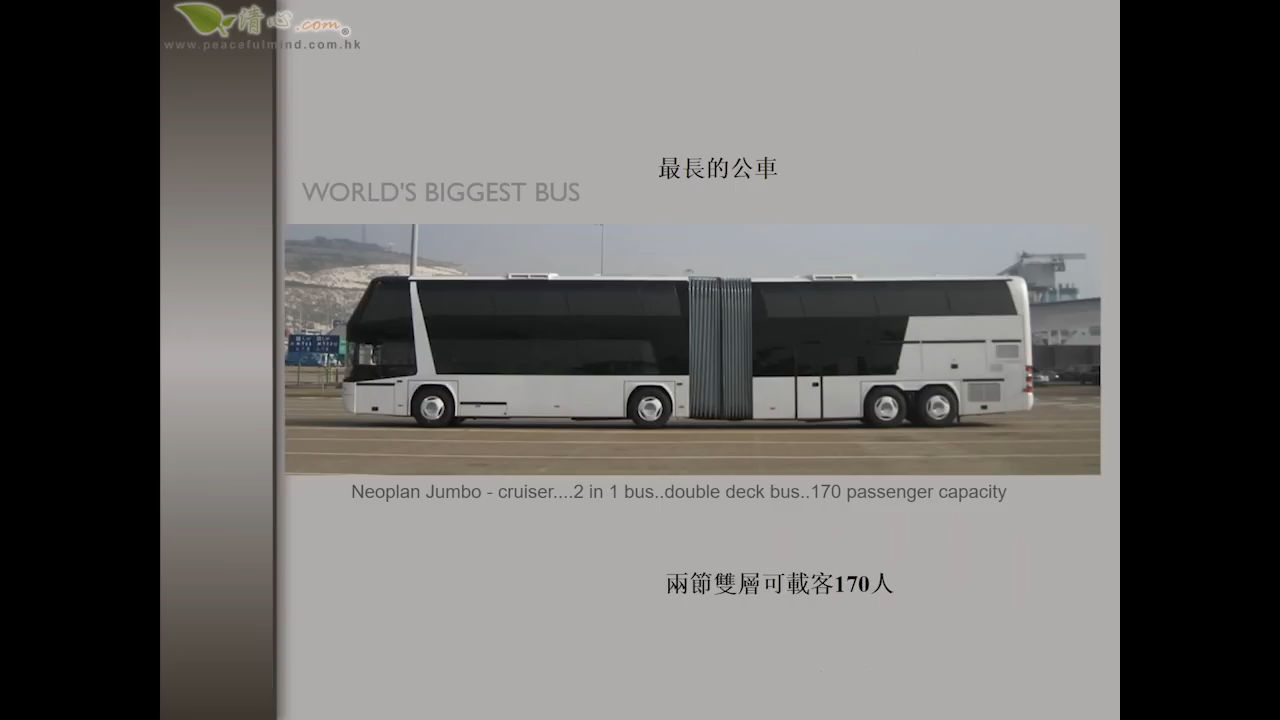 清心.com®
www.peacefulmind.com.hk
最長的公車
WORLD'S BIGGEST BUS
Neoplan Jumbo - cruiser....2 in 1 bus..double deck bus..170 passenger capacity
兩節雙層可載客170人